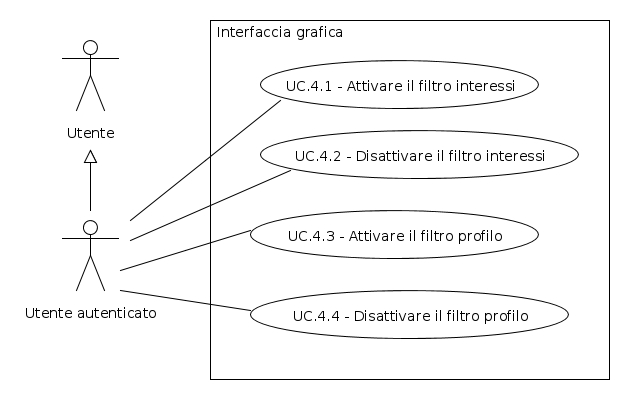 Interfaccia grafica
UC.4.1 - Attivare il filtro interessi
Utente
UC.4.2 - Disattivare il filtro interessi
UC.4.3 - Attivare il filtro profilo
Utente autenticato
UC.4.4 - Disattivare il filtro profilo